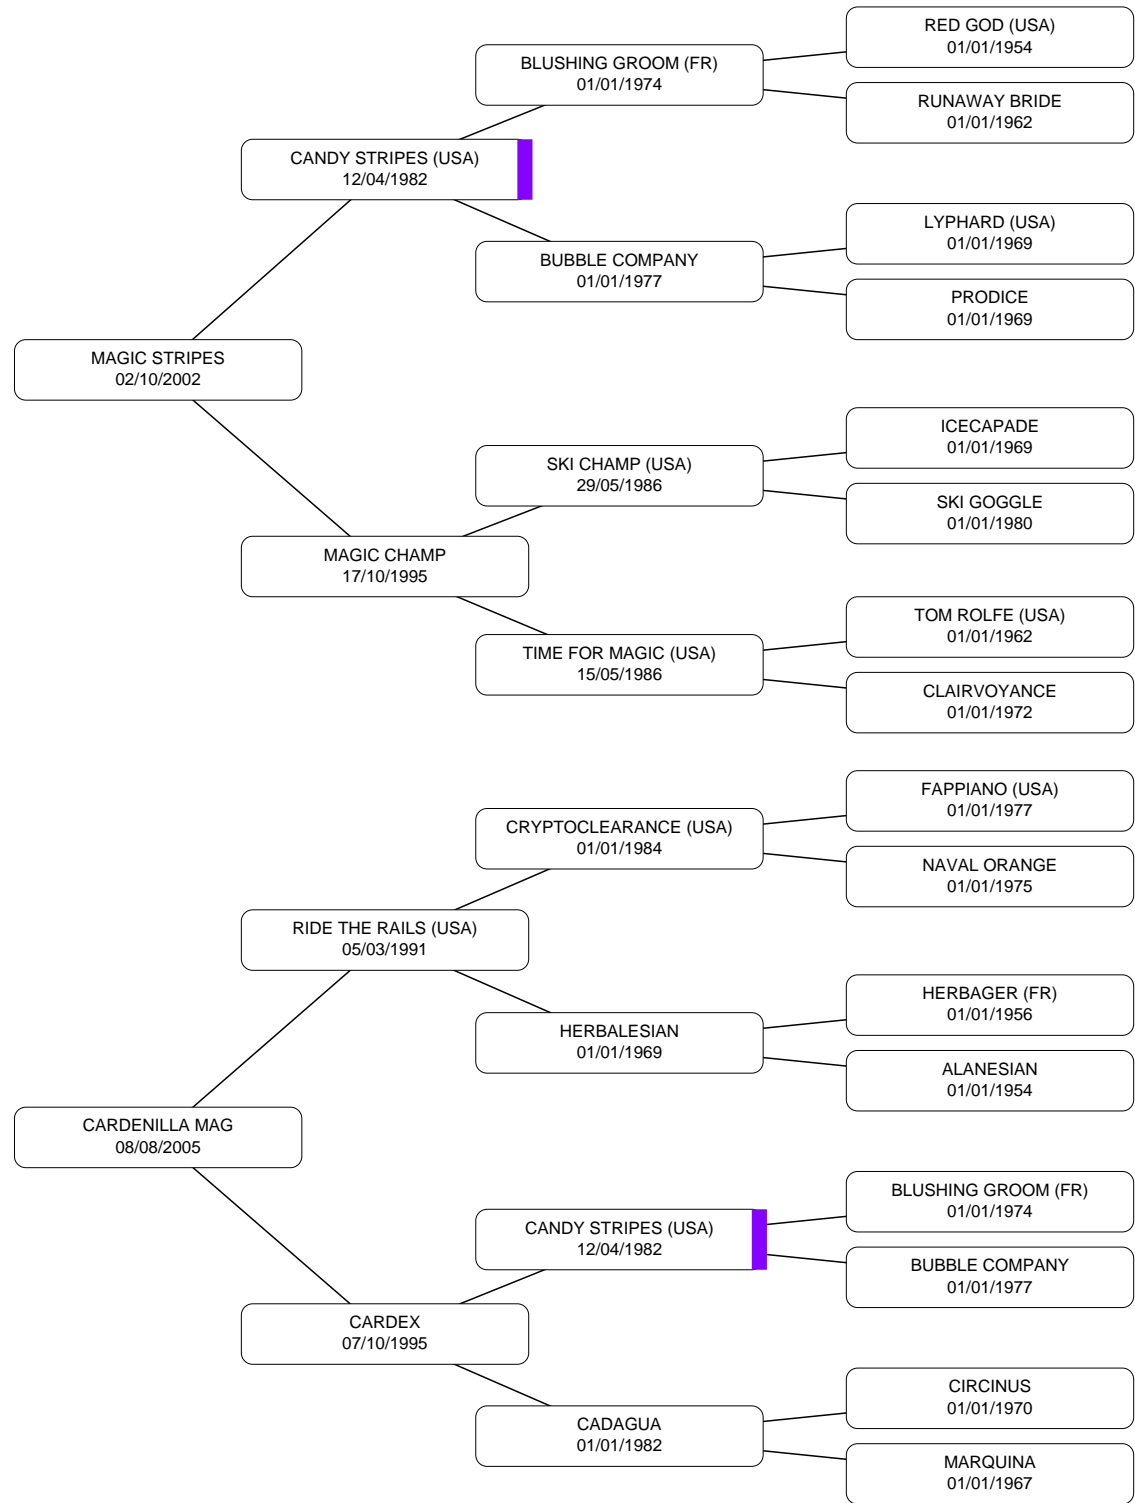 RED GOD (USA)
01/01/1954
BLUSHING GROOM (FR)
01/01/1974
RUNAWAY BRIDE
01/01/1962
CANDY STRIPES (USA)
12/04/1982
LYPHARD (USA)
01/01/1969
BUBBLE COMPANY
01/01/1977
PRODICE
01/01/1969
MAGIC STRIPES
02/10/2002
ICECAPADE
01/01/1969
SKI CHAMP (USA)
29/05/1986
SKI GOGGLE
01/01/1980
MAGIC CHAMP
17/10/1995
TOM ROLFE (USA)
01/01/1962
TIME FOR MAGIC (USA)
15/05/1986
CLAIRVOYANCE
01/01/1972
FAPPIANO (USA)
01/01/1977
CRYPTOCLEARANCE (USA)
01/01/1984
NAVAL ORANGE
01/01/1975
RIDE THE RAILS (USA)
05/03/1991
HERBAGER (FR)
01/01/1956
HERBALESIAN
01/01/1969
ALANESIAN
01/01/1954
CARDENILLA MAG
08/08/2005
BLUSHING GROOM (FR)
01/01/1974
CANDY STRIPES (USA)
12/04/1982
BUBBLE COMPANY
01/01/1977
CARDEX
07/10/1995
CIRCINUS
01/01/1970
CADAGUA
01/01/1982
MARQUINA
01/01/1967